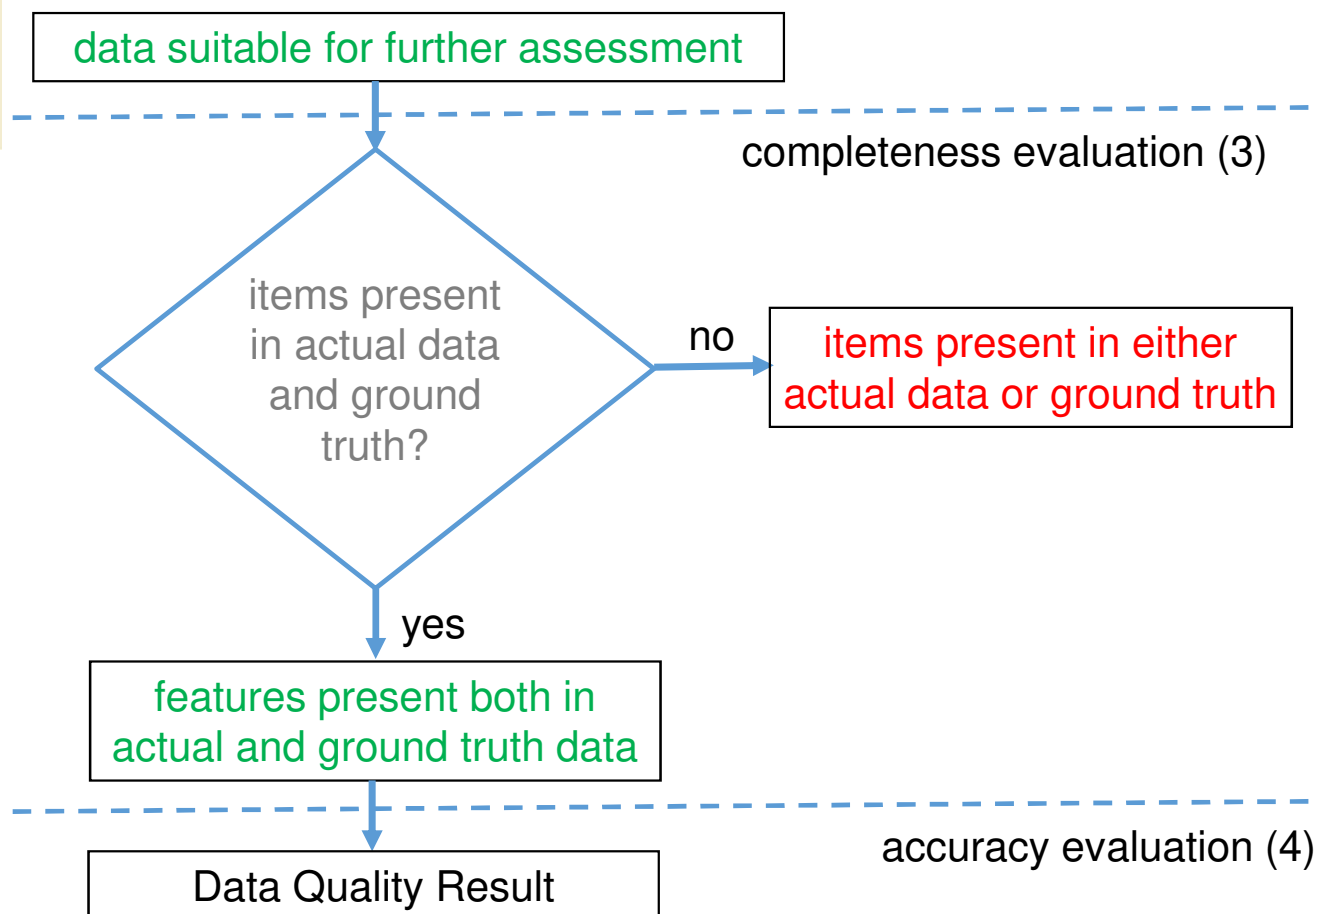 data suitable for further assessment
completeness evaluation (3)
items present
in actual data
and ground
truth?
no
items present in either
actual data or ground truth
yes
features present both in
actual and ground truth data
accuracy evaluation (4)
Data Quality Result